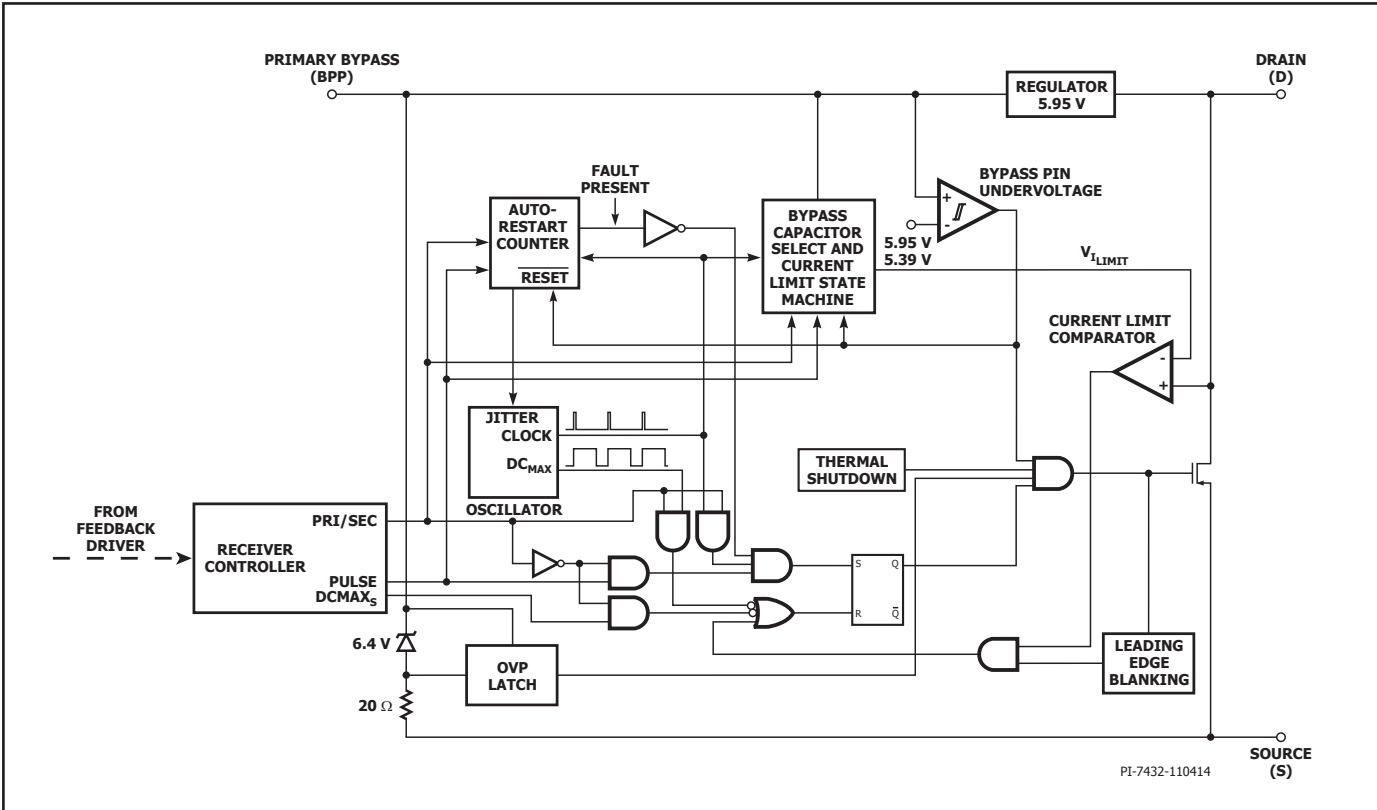 PRIMARY BYPASS
(BPP)
DRAIN
(D)
REGULATOR
5.95 V
FAULT
PRESENT
BYPASS PIN
UNDERVOLTAGE
AUTO-
RESTART
COUNTER
RESET
BYPASS
CAPACITOR
SELECT AND
CURRENT
LIMIT STATE
MACHINE
+
-
5.95 V
5.39 V
VILIMIT
CURRENT LIMIT
COMPARATOR
-
+
JITTER
CLOCK
DCMAX
OSCILLATOR
THERMAL
SHUTDOWN
FROM
FEEDBACK
DRIVER
RECEIVER
CONTROLLER
PRI/SEC
PULSE
DCMAXS
S Q
R Q̅
6.4 V
OVP
LATCH
LEADING
EDGE
BLANKING
20 Ω
SOURCE
(S)
PI-7432-110414